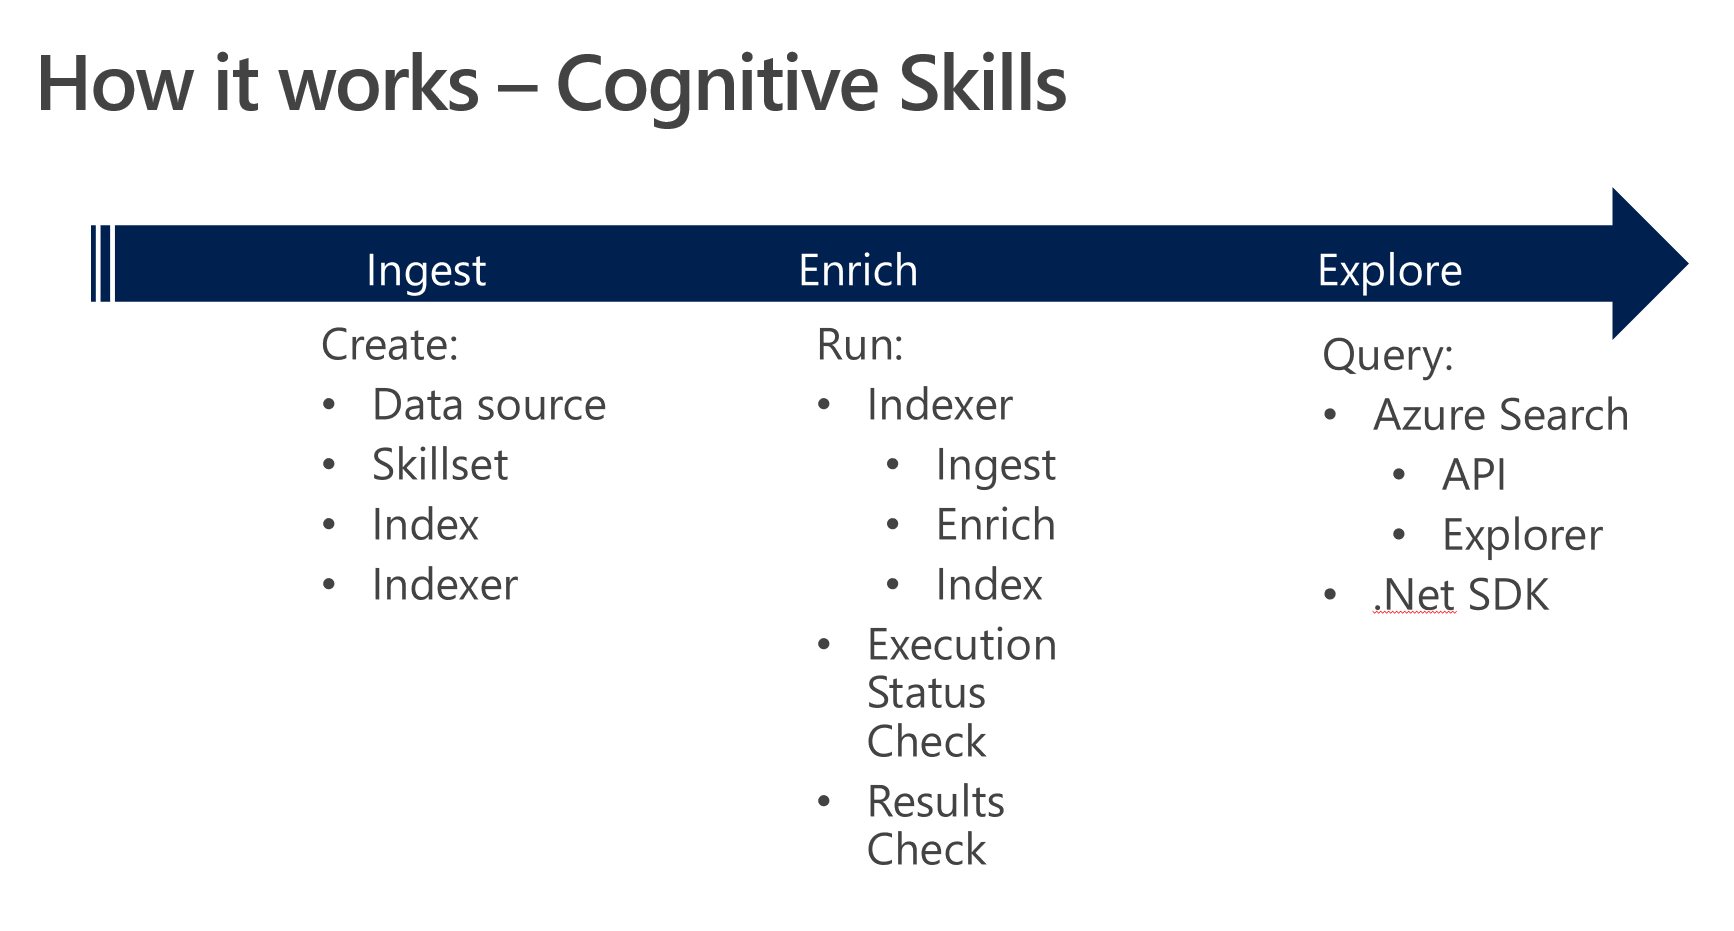 How it works – Cognitive Skills
Ingest
Enrich
Explore
Create:
• Data source
• Skillset
• Index
• Indexer
Run:
• Indexer
• Ingest
• Enrich
• Index
• Execution
Status
Check
• Results
Check
Query:
• Azure Search
• API
• Explorer
• .Net SDK